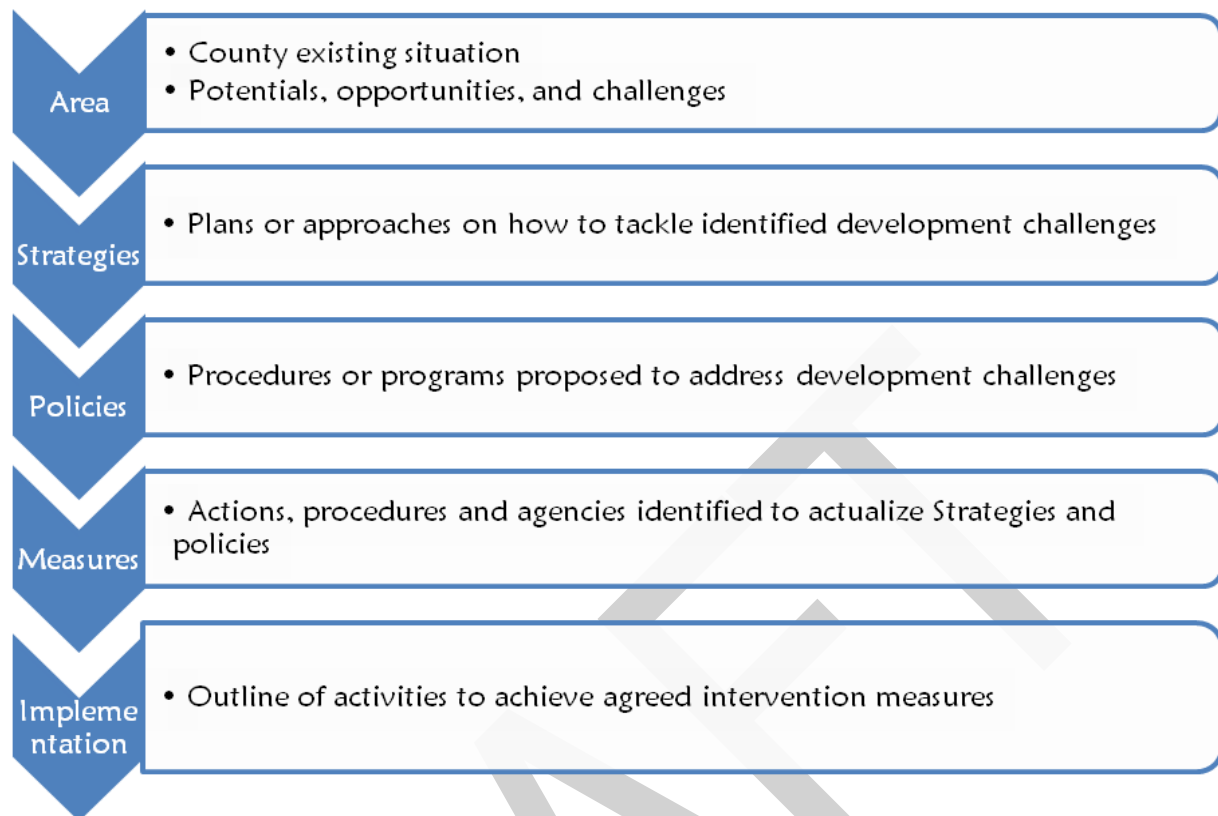 Area
• County existing situation
• Potentials, opportunities, and challenges
Strategies
• Plans or approaches on how to tackle identified development challenges
Policies
• Procedures or programs proposed to address development challenges
Measures
• Actions, procedures and agencies identified to actualize Strategies and
policies
Impleme
ntation
• Outline of activities to achieve agreed intervention measures
AFT